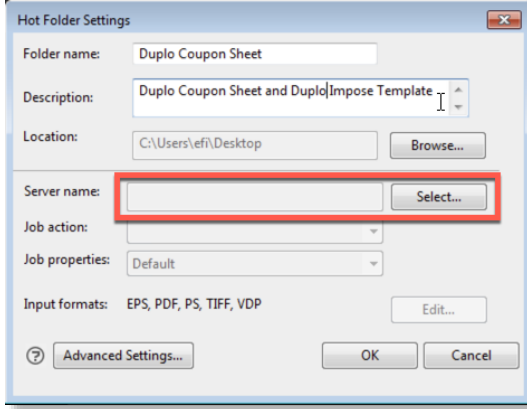 Hot Folder Settings
Folder name: Duplo Coupon Sheet
Description: Duplo Coupon Sheet and Duplo Impose Template
Location: C:\Users\efi\Desktop Browse...
Server name: Select...
Job action:
Job properties: Default
Input formats: EPS, PDF, PS, TIFF, VDP Edit...
? Advanced Settings... OK Cancel